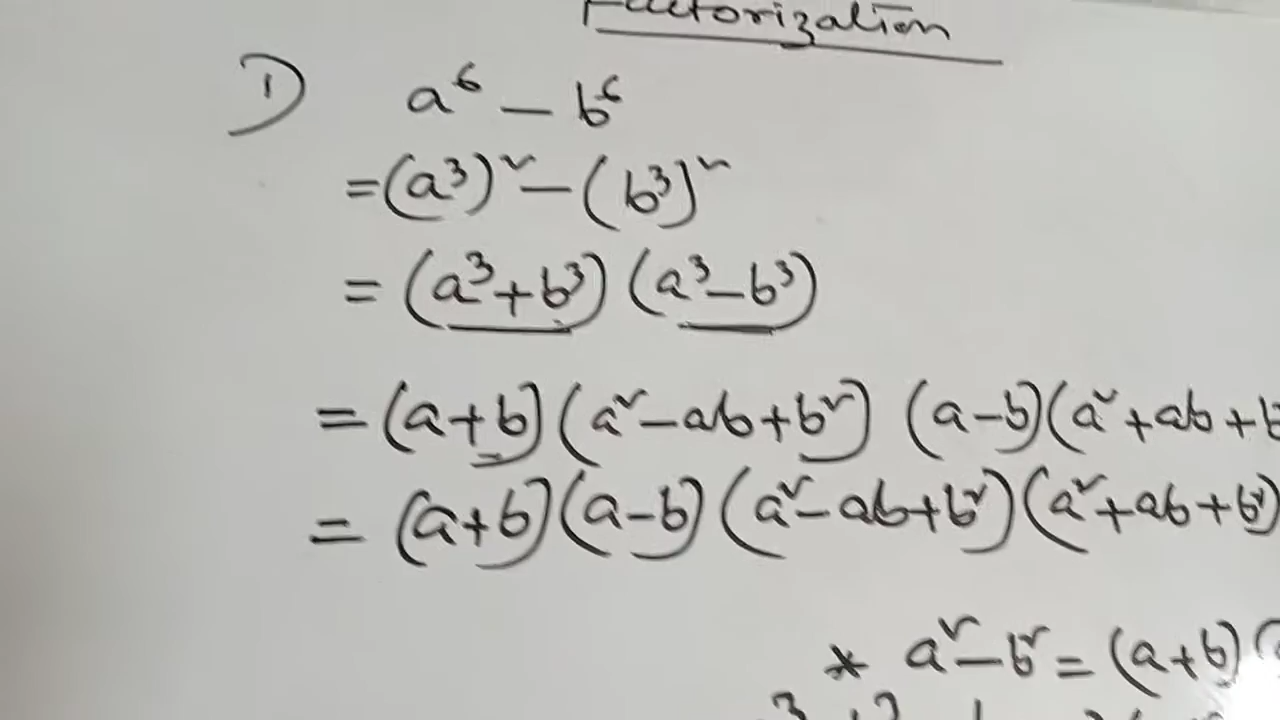 Factorization
1) a⁶ − b⁶
=(a³)² − (b³)²
= (a³+b³) (a³−b³)
= (a+b)(a²−ab+b²) (a−b)(a²+ab+b
= (a+b)(a−b)(a²−ab+b²)(a²+ab+b²)
* a²−b² = (a+b)(